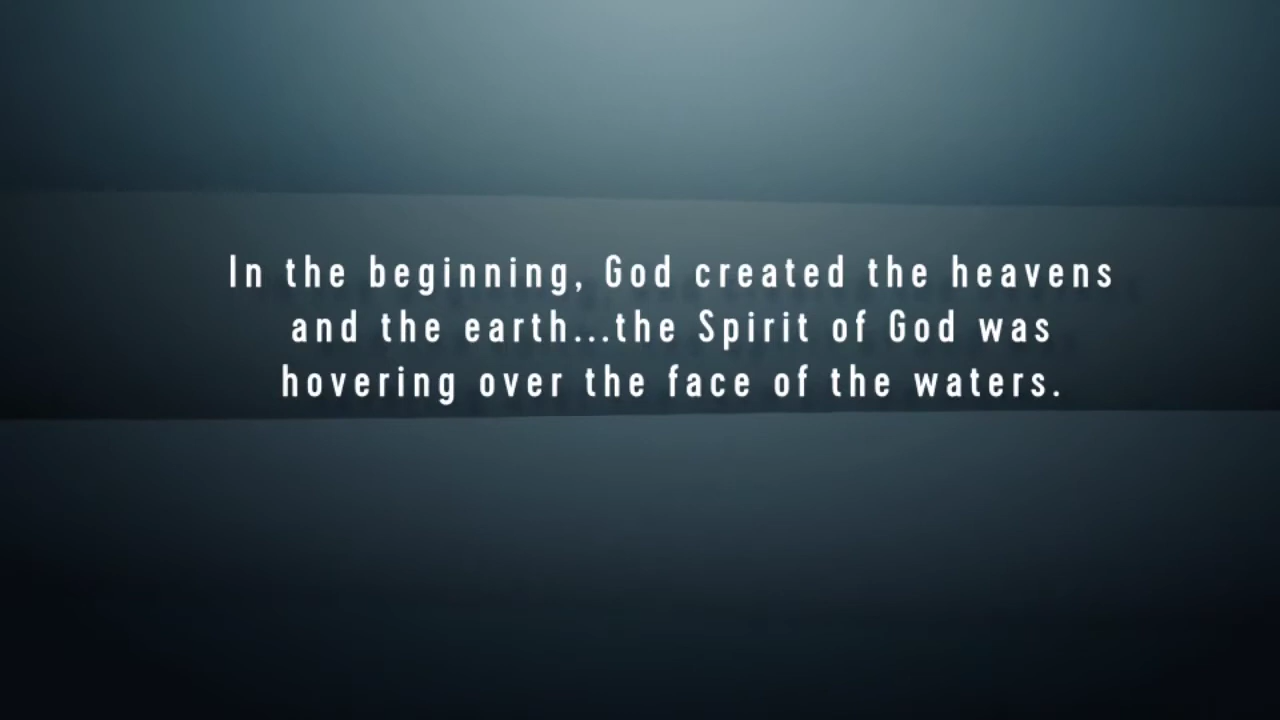 In the beginning, God created the heavens
and the earth...the Spirit of God was
hovering over the face of the waters.